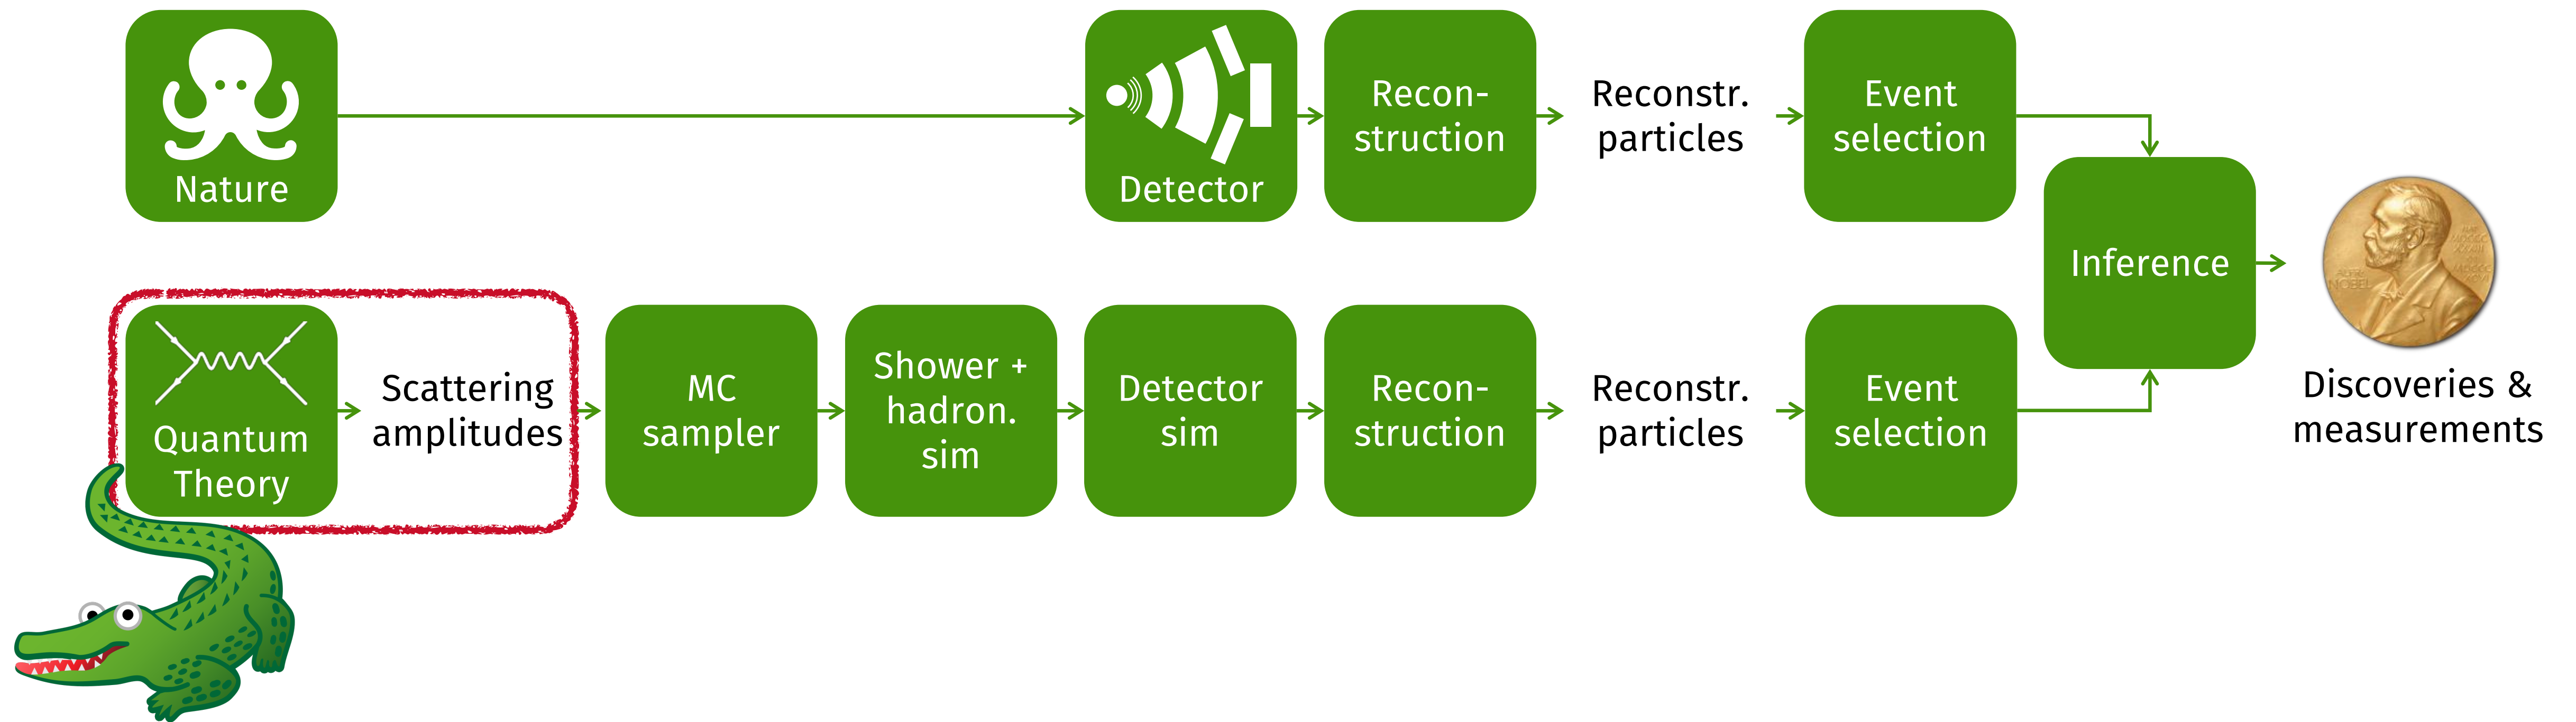 Nature
Detector
Recon-
struction
Reconstr.
particles
Event
selection
Inference
Discoveries &
measurements
Quantum
Theory
Scattering
amplitudes
MC
sampler
Shower +
hadron.
sim
Detector
sim
Recon-
struction
Reconstr.
particles
Event
selection